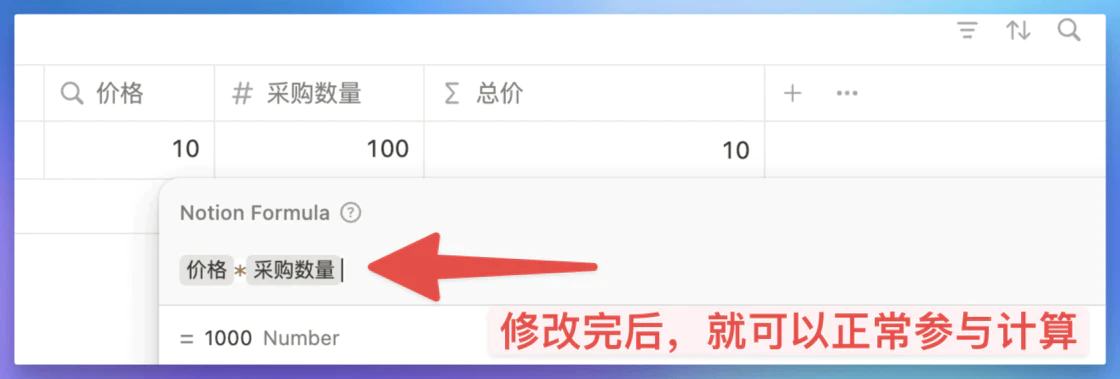 价格 # 采购数量 Σ 总价 + •••
10 100 10
Notion Formula ?
价格*采购数量
= 1000 Number
修改完后，就可以正常参与计算